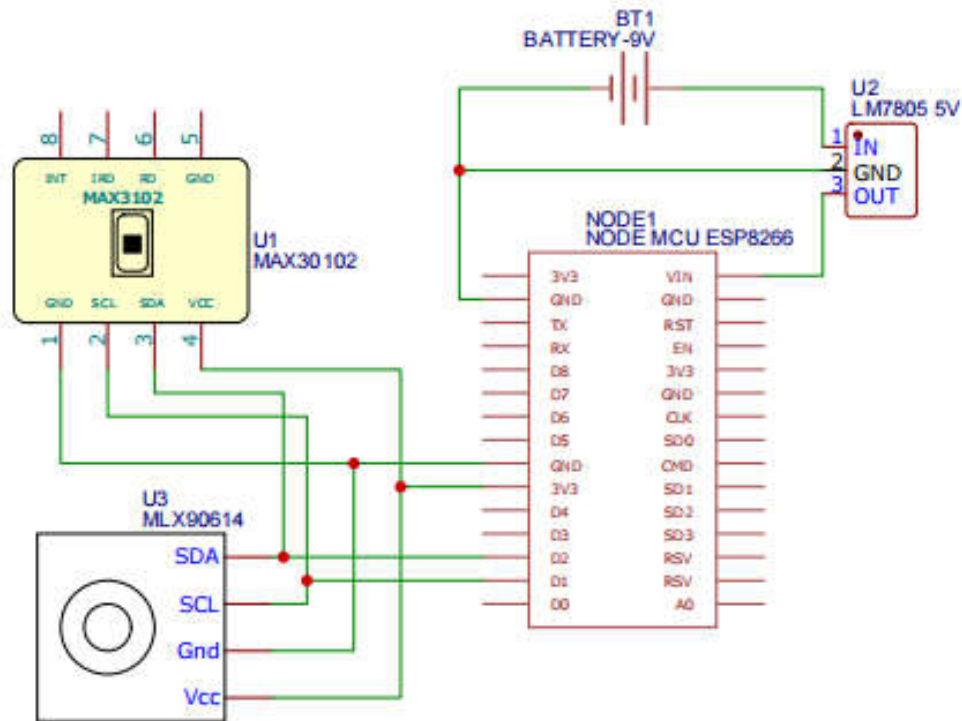 BT1
BATTERY-9V
U2
LM7805 5V
1 IN
2 GND
3 OUT
8 7 6 5
INT IRD RD GND
MAX3102
U1
MAX30102
GND SCL SDA VCC
1 2 3 4
NODE1
NODE MCU ESP8266
3V3 VIN
GND GND
TX RST
RX EN
D8 3V3
D7 GND
D6 CLK
D5 SD0
GND CMD
3V3 SD1
D4 SD2
D3 SD3
D2 RSV
D1 RSV
D0 A0
U3
MLX90614
SDA
SCL
Gnd
Vcc